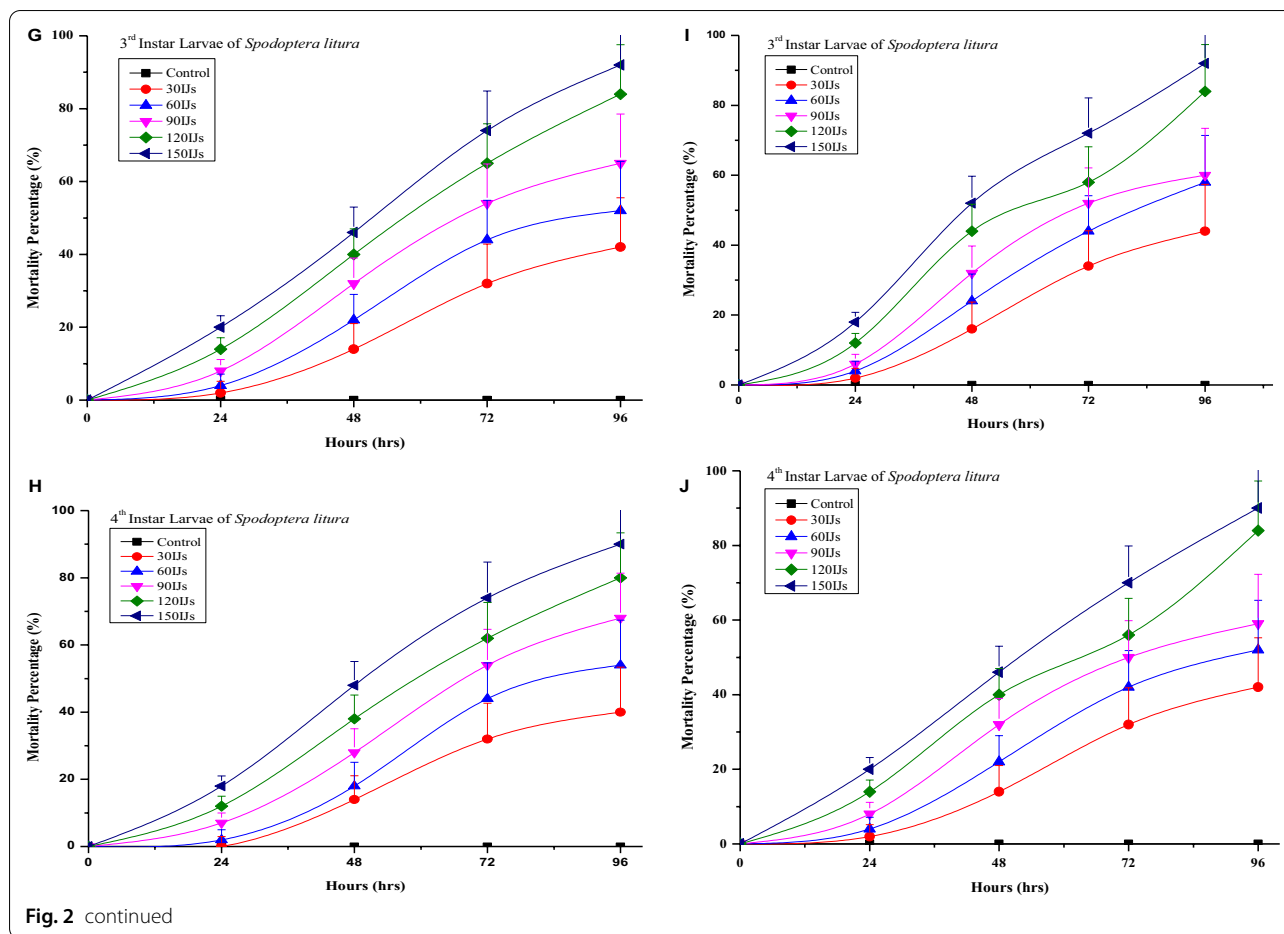 G
3rd Instar Larvae of Spodoptera litura
Control
30IJs
60IJs
90IJs
120IJs
150IJs
Mortality Percentage (%)
100
80
60
40
20
0
0 24 48 72 96
Hours (hrs)
I
3rd Instar Larvae of Spodoptera litura
Control
30IJs
60IJs
90IJs
120IJs
150IJs
Mortality Percentage (%)
100
80
60
40
20
0
0 24 48 72 96
Hours (hrs)
H
4th Instar Larvae of Spodoptera litura
Control
30IJs
60IJs
90IJs
120IJs
150IJs
Mortality Percentage (%)
100
80
60
40
20
0
0 24 48 72 96
Hours (hrs)
J
4th Instar Larvae of Spodoptera litura
Control
30IJs
60IJs
90IJs
120IJs
150IJs
Mortality Percentage (%)
100
80
60
40
20
0
0 24 48 72 96
Hours (hrs)
Fig. 2 continued